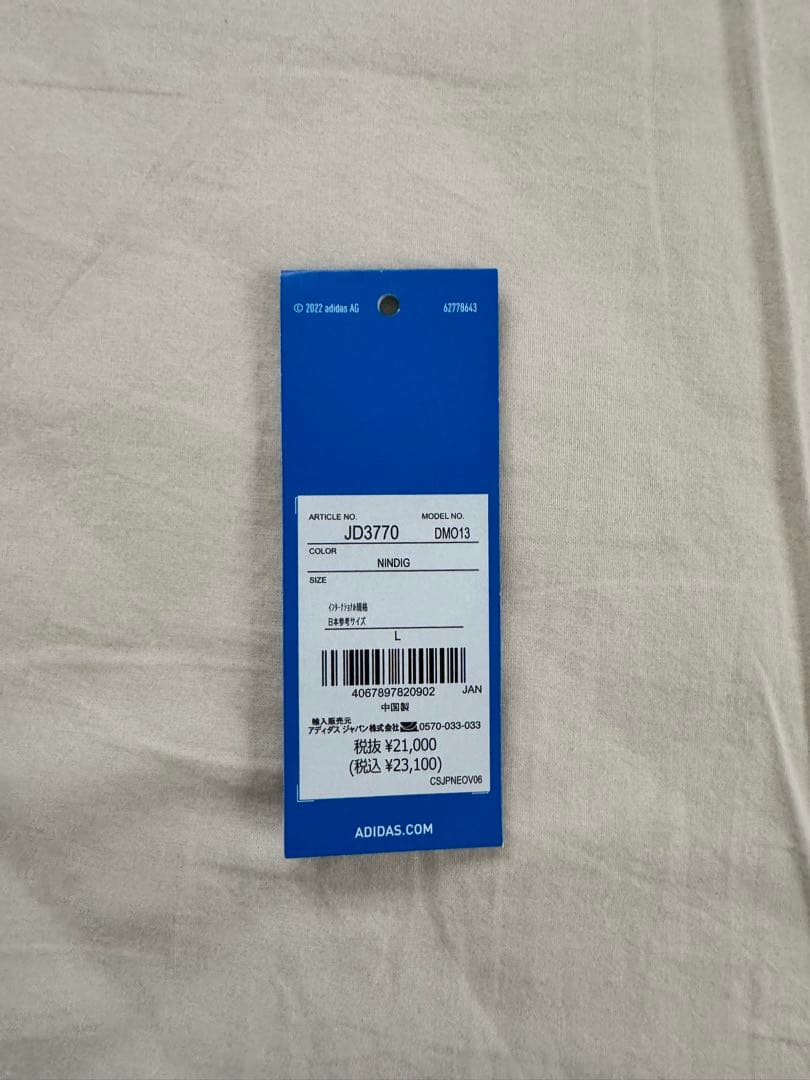 © 2022 adidas AG 62778643
ARTICLE NO. MODEL NO.
JD3770 DMO13
COLOR
NINDIG
SIZE
ｲﾝﾀｰﾅｼｮﾅﾙ規格
日本参考サイズ
L
4067897820902 JAN
中国製
輸入販売元
アディダス ジャパン株式会社 0570-033-033
税抜 ¥21,000
(税込 ¥23,100)
CSJPNEOV06
ADIDAS.COM